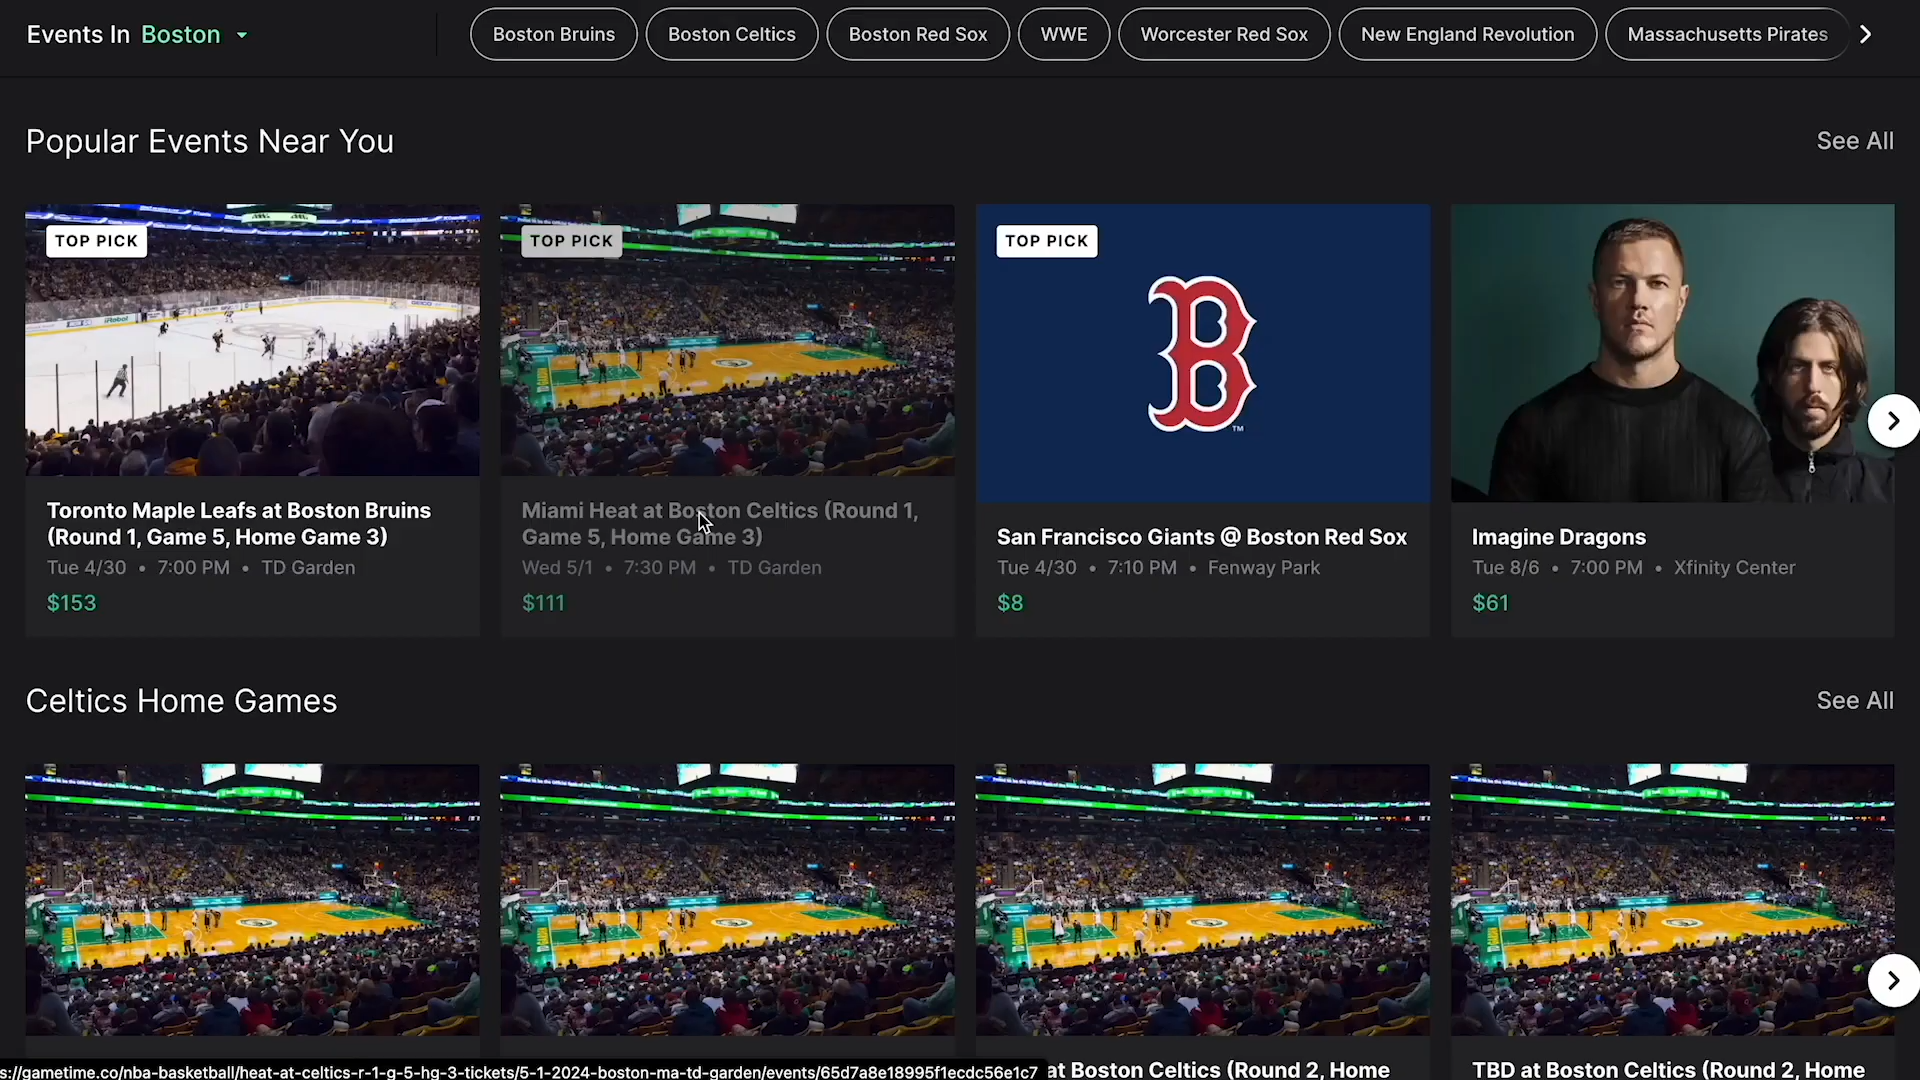 Events In Boston
Boston Bruins
Boston Celtics
Boston Red Sox
WWE
Worcester Red Sox
New England Revolution
Massachusetts Pirates
Popular Events Near You
See All
TOP PICK
Toronto Maple Leafs at Boston Bruins
(Round 1, Game 5, Home Game 3)
Tue 4/30 • 7:00 PM • TD Garden
$153
TOP PICK
Miami Heat at Boston Celtics (Round 1,
Game 5, Home Game 3)
Wed 5/1 • 7:30 PM • TD Garden
$111
TOP PICK
B
TM
San Francisco Giants @ Boston Red Sox
Tue 4/30 • 7:10 PM • Fenway Park
$8
Imagine Dragons
Tue 8/6 • 7:00 PM • Xfinity Center
$61
Celtics Home Games
See All
at Boston Celtics (Round 2, Home
TBD at Boston Celtics (Round 2, Home
s://gametime.co/nba-basketball/heat-at-celtics-r-1-g-5-hg-3-tickets/5-1-2024-boston-ma-td-garden/events/65d7a8e18995f1ecdc56e1c7